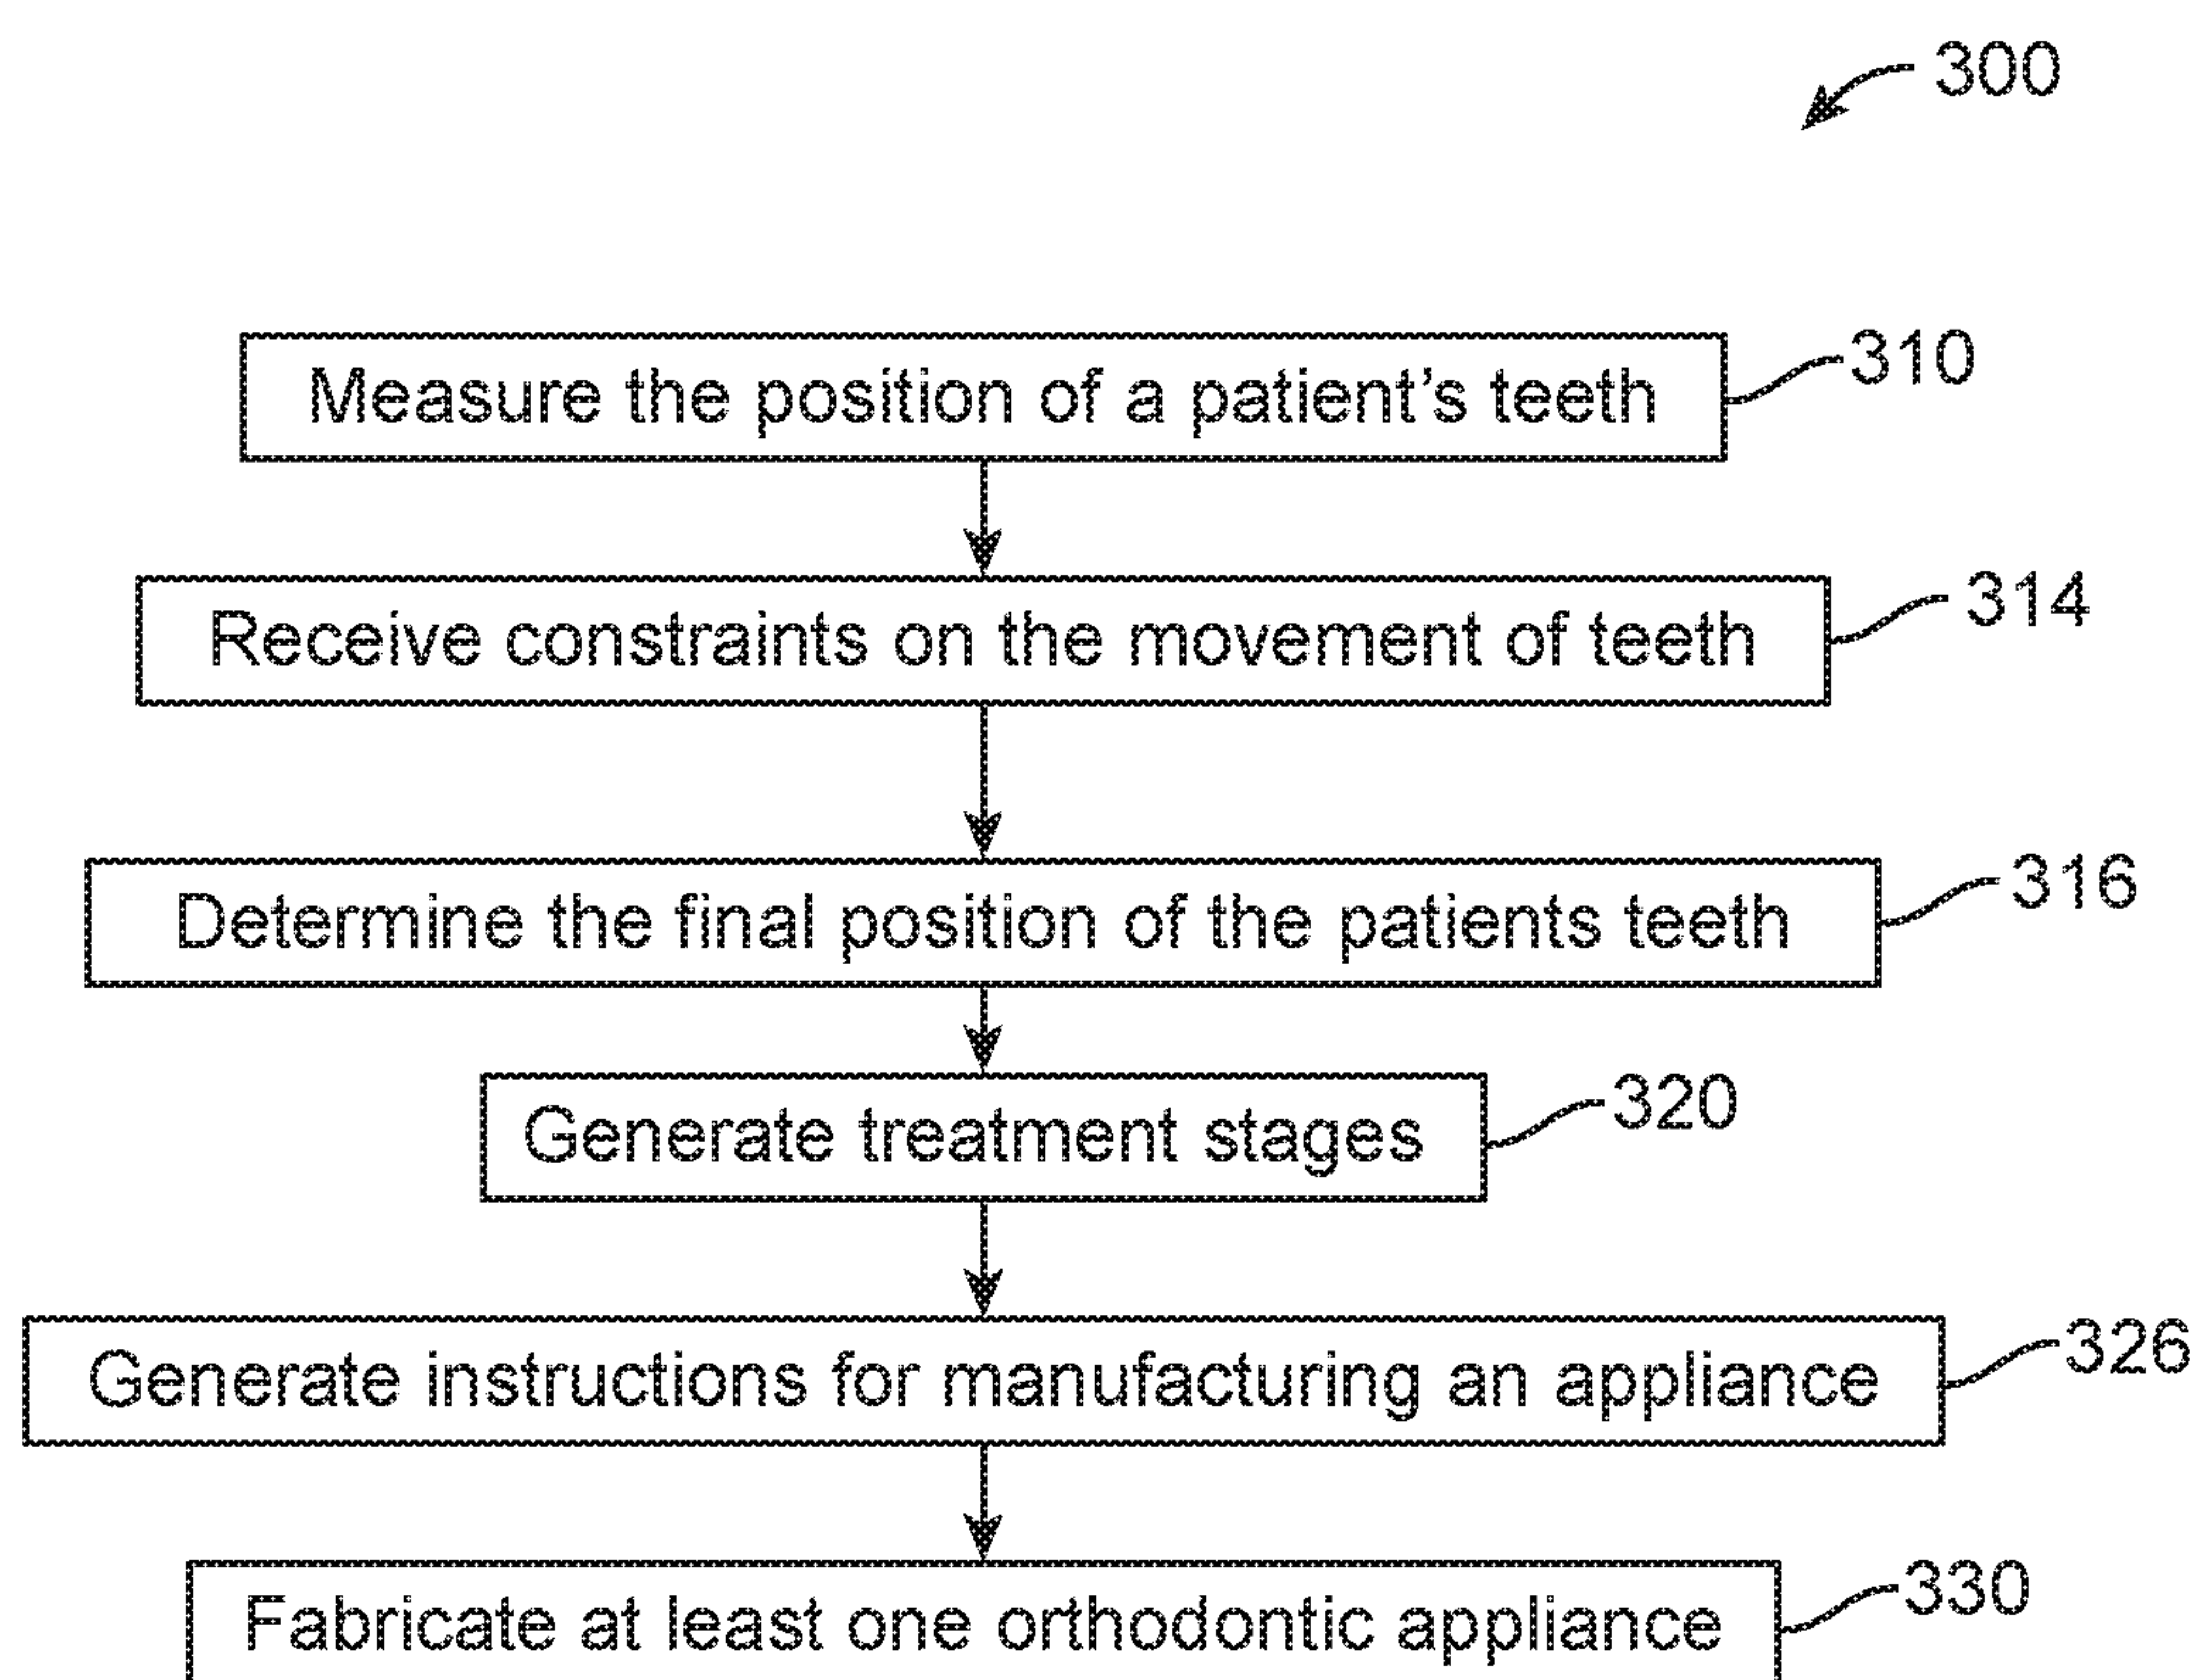 300
Measure the position of a patient's teeth
310
Receive constraints on the movement of teeth
314
Determine the final position of the patients teeth
316
Generate treatment stages
320
Generate instructions for manufacturing an appliance
326
Fabricate at least one orthodontic appliance
330